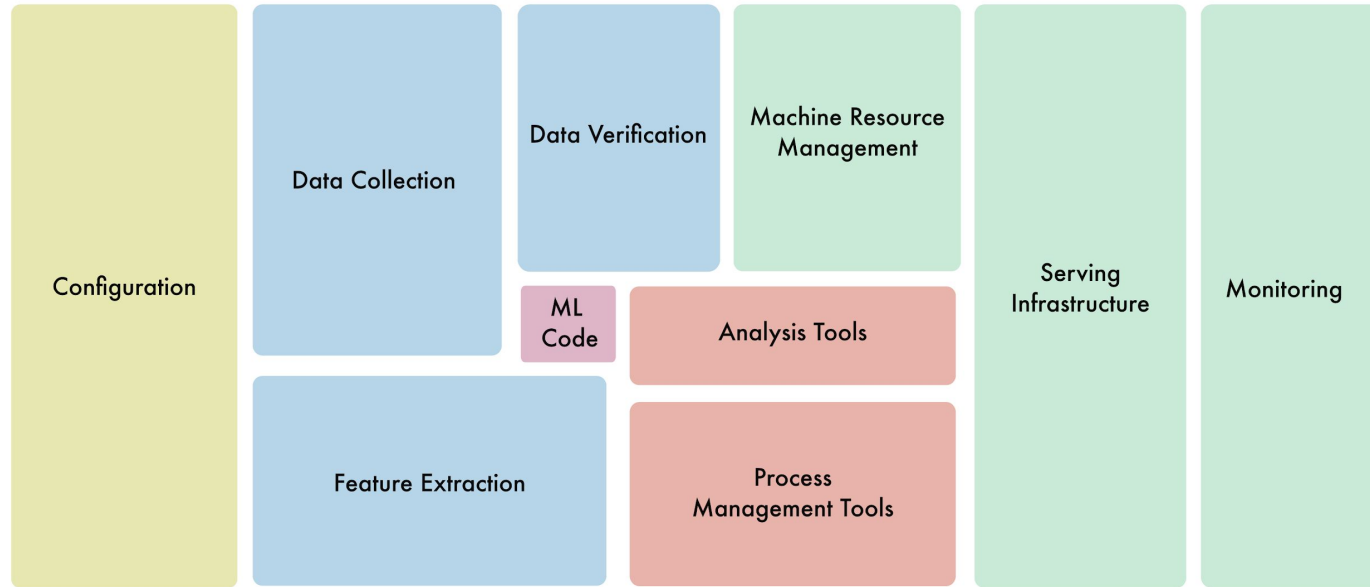 Configuration
Data Collection
Data Verification
Machine Resource
Management
Serving
Infrastructure
Monitoring
ML
Code
Analysis Tools
Feature Extraction
Process
Management Tools